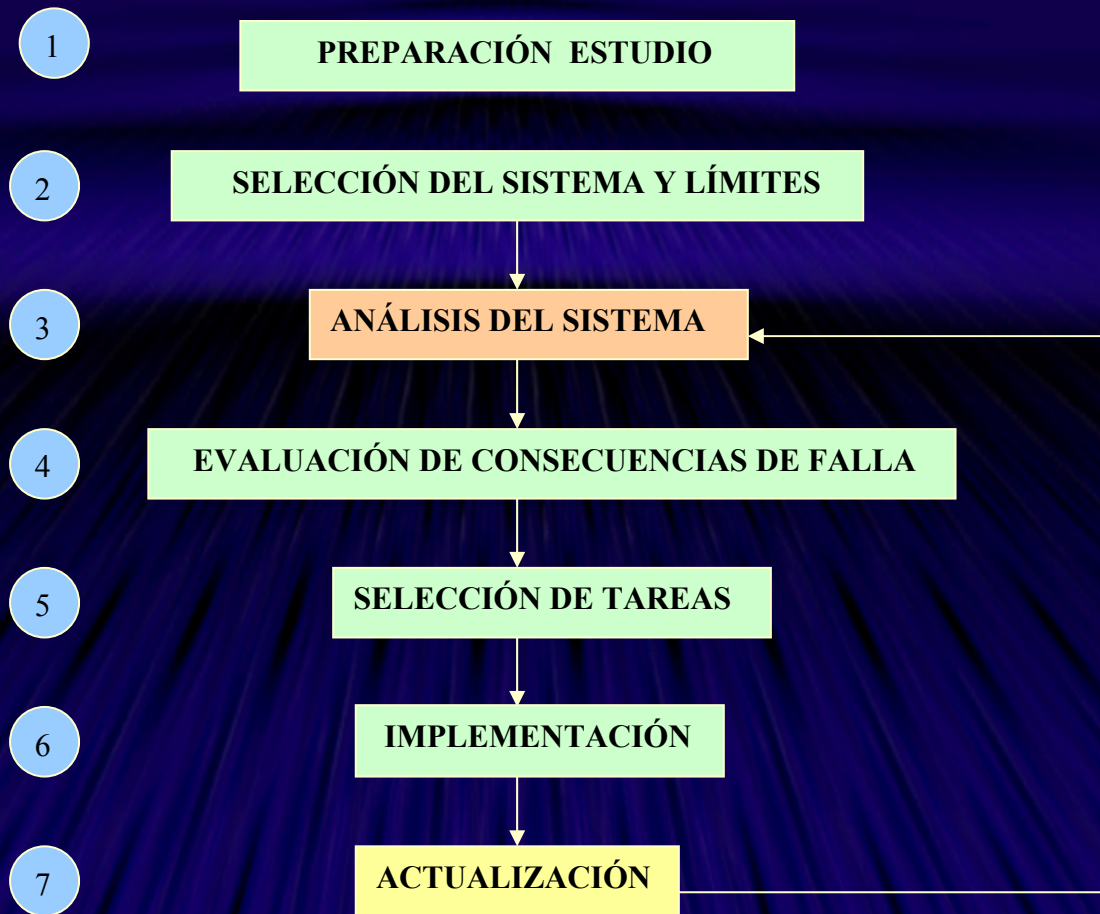 1
PREPARACIÓN ESTUDIO
2
SELECCIÓN DEL SISTEMA Y LÍMITES
3
ANÁLISIS DEL SISTEMA
4
EVALUACIÓN DE CONSECUENCIAS DE FALLA
5
SELECCIÓN DE TAREAS
6
IMPLEMENTACIÓN
7
ACTUALIZACIÓN